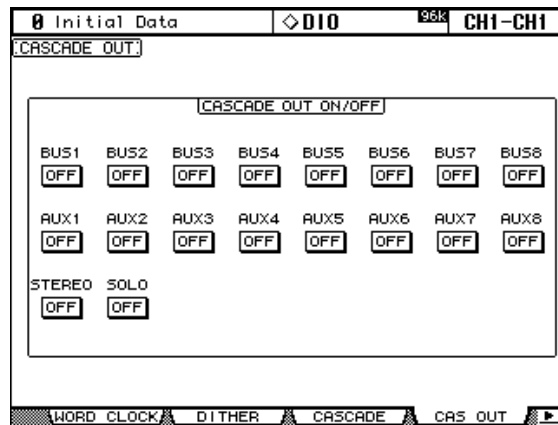 0 Initial Data ◇DIO 96k CH1-CH1
CASCADE OUT
CASCADE OUT ON/OFF
BUS1 BUS2 BUS3 BUS4 BUS5 BUS6 BUS7 BUS8
OFF OFF OFF OFF OFF OFF OFF OFF
AUX1 AUX2 AUX3 AUX4 AUX5 AUX6 AUX7 AUX8
OFF OFF OFF OFF OFF OFF OFF OFF
STEREO SOLO
OFF OFF
WORD CLOCK DITHER CASCADE CAS OUT